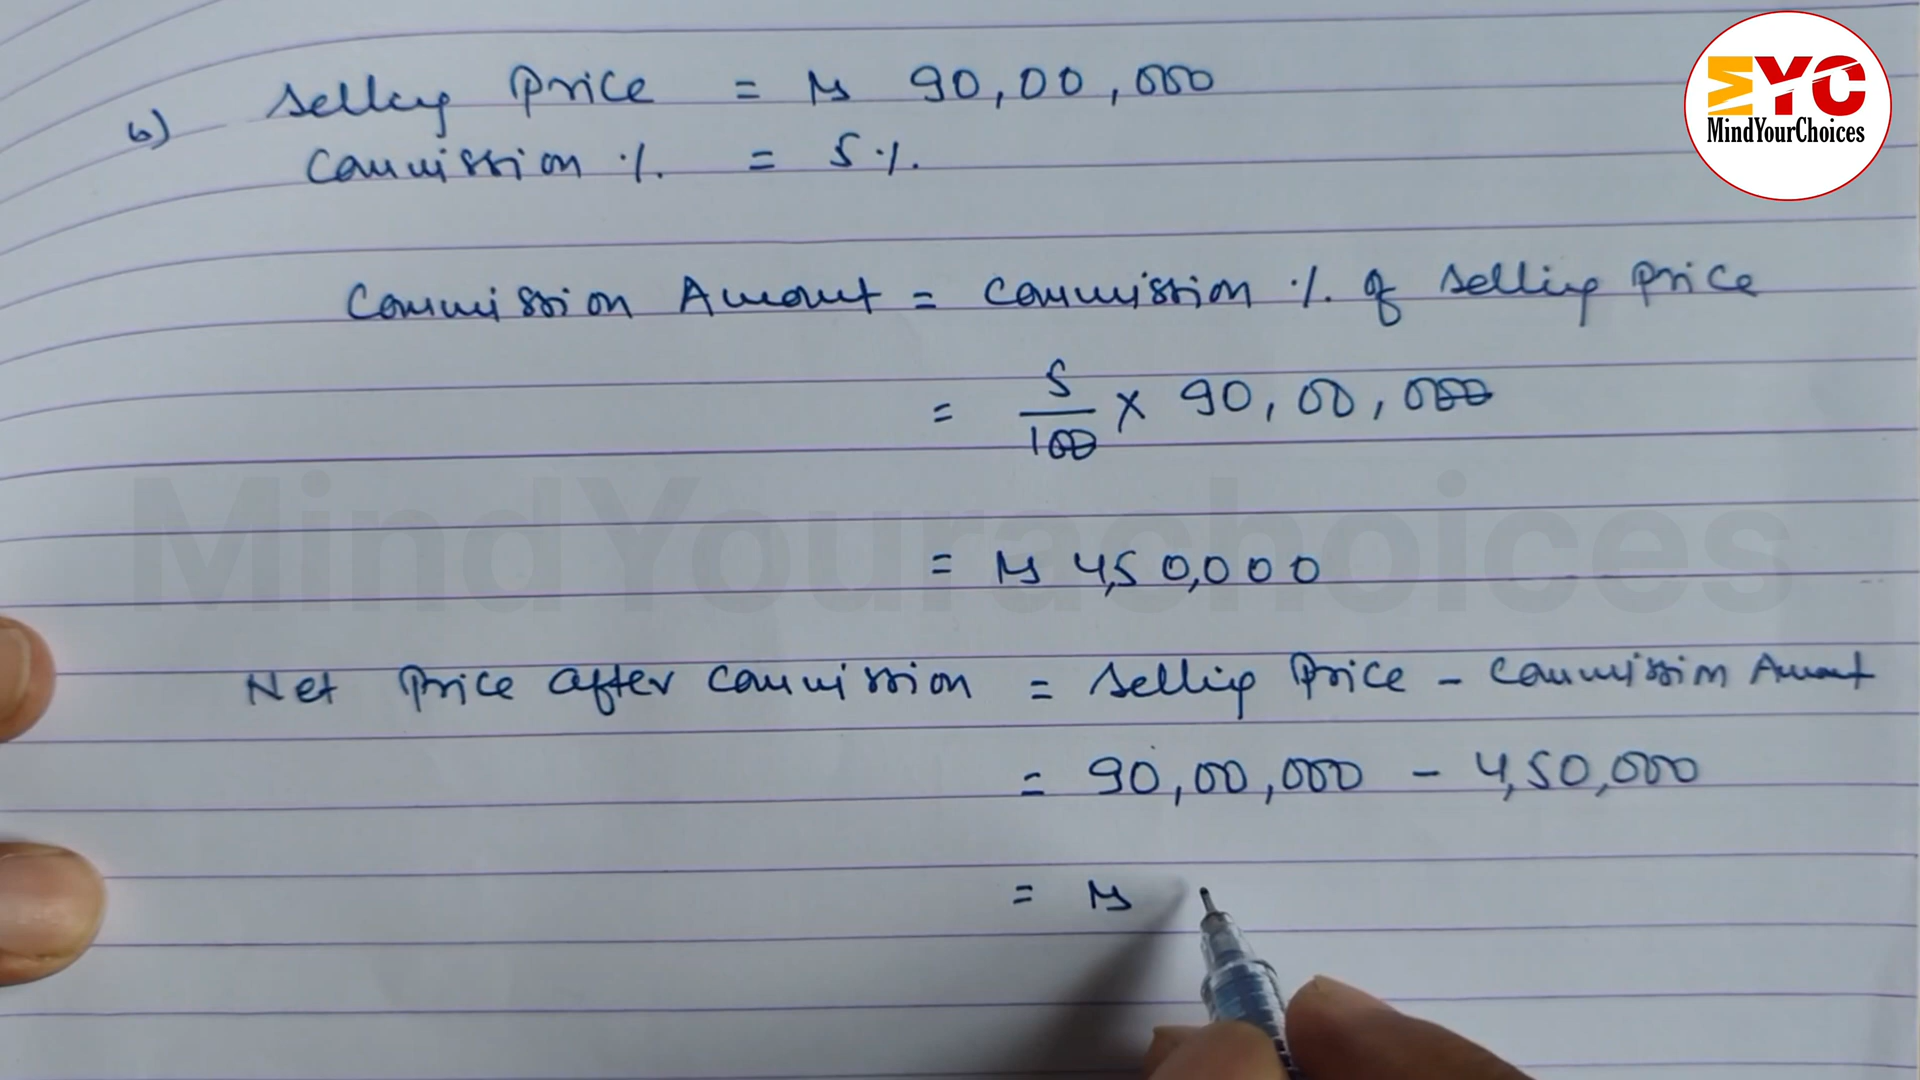 MYC
MindYourChoices
b) Selling Price = Rs 90,00,000
Commission % = 5%.
Commission Amount = Commission % of Selling Price
= 5/100 × 90,00,000
= Rs 4,50,000
Net Price after Commission = Selling Price - Commission Amount
= 90,00,000 - 4,50,000
= Rs
MindYourachoices